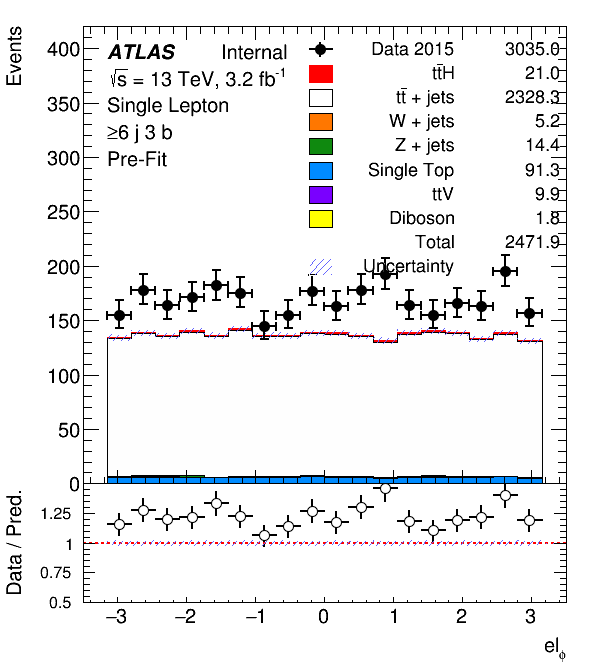 Events
400
350
300
250
200
150
100
50
0
ATLAS Internal
√s = 13 TeV, 3.2 fb⁻¹
Single Lepton
≥6 j 3 b
Pre-Fit
Data 2015 3035.0
tt̄H 21.0
tt̄ + jets 2328.3
W + jets 5.2
Z + jets 14.4
Single Top 91.3
ttV 9.9
Diboson 1.8
Total 2471.9
Uncertainty
Data / Pred.
1.25
1
0.75
0.5
−3 −2 −1 0 1 2 3
el_ϕ